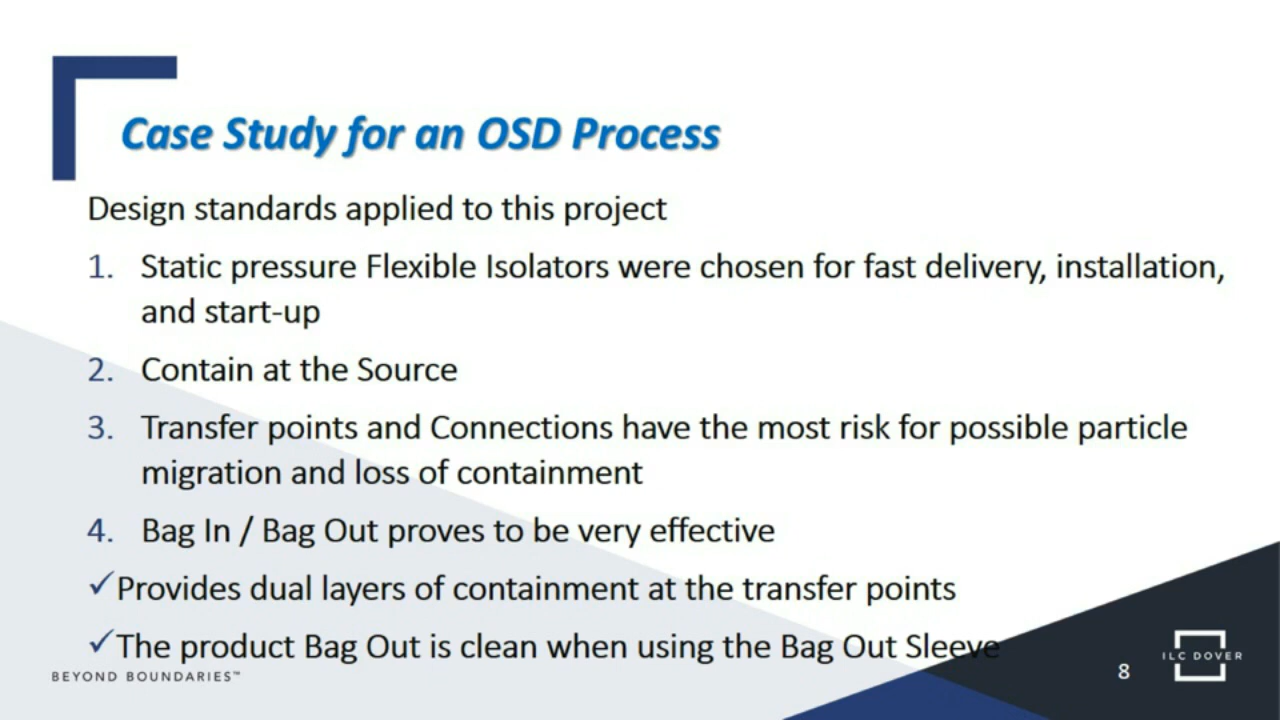 Case Study for an OSD Process
Design standards applied to this project
1. Static pressure Flexible Isolators were chosen for fast delivery, installation,
and start-up
2. Contain at the Source
3. Transfer points and Connections have the most risk for possible particle
migration and loss of containment
4. Bag In / Bag Out proves to be very effective
✓The provides dual layers of containment at the transfer points
✓The product Bag Out is clean when using the Bag Out Sleeve
BEYOND BOUNDARIES™
8
ILC DOVER